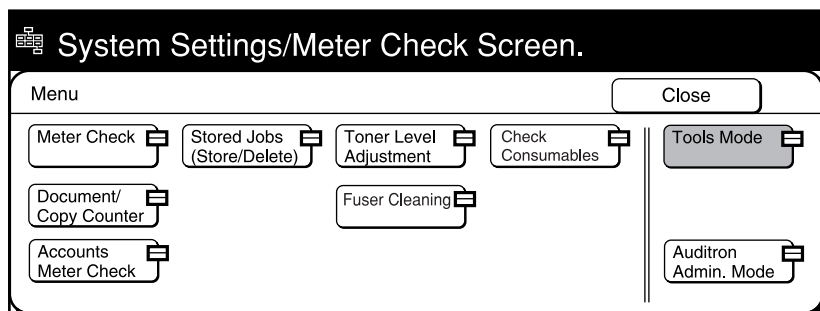 System Settings/Meter Check Screen.
Menu
Close
Meter Check
Stored Jobs
(Store/Delete)
Toner Level
Adjustment
Check
Consumables
Tools Mode
Document/
Copy Counter
Fuser Cleaning
Accounts
Meter Check
Auditron
Admin. Mode